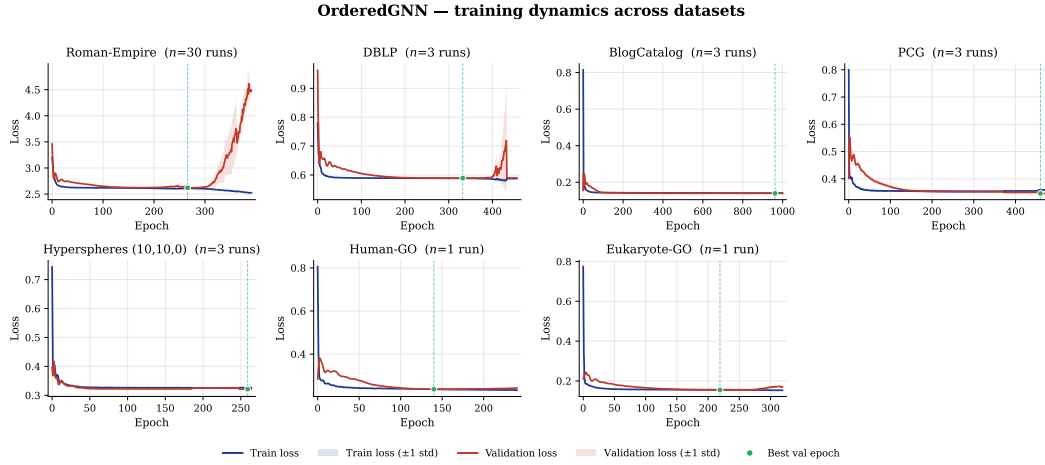 OrderedGNN — training dynamics across datasets
Roman-Empire (n=30 runs)
DBLP (n=3 runs)
BlogCatalog (n=3 runs)
PCG (n=3 runs)
Loss
4.5
4.0
3.5
3.0
2.5
0
100
200
300
Epoch
Loss
0.9
0.8
0.7
0.6
0
100
200
300
400
Epoch
Loss
0.8
0.6
0.4
0.2
0
200
400
600
800
1000
Epoch
Loss
0.8
0.7
0.6
0.5
0.4
0
200
400
Epoch
Hyperspheres (10,10,0) (n=3 runs)
Human-GO (n=1 run)
Eukaryote-GO (n=1 run)
Loss
0.7
0.6
0.5
0.4
0.3
0
50
100
150
200
250
Epoch
Loss
0.8
0.6
0.4
0
50
100
150
200
Epoch
Loss
0.8
0.6
0.4
0.2
0
50
100
150
200
250
300
Epoch
Train loss
Train loss (±1 std)
Validation loss
Validation loss (±1 std)
Best val epoch